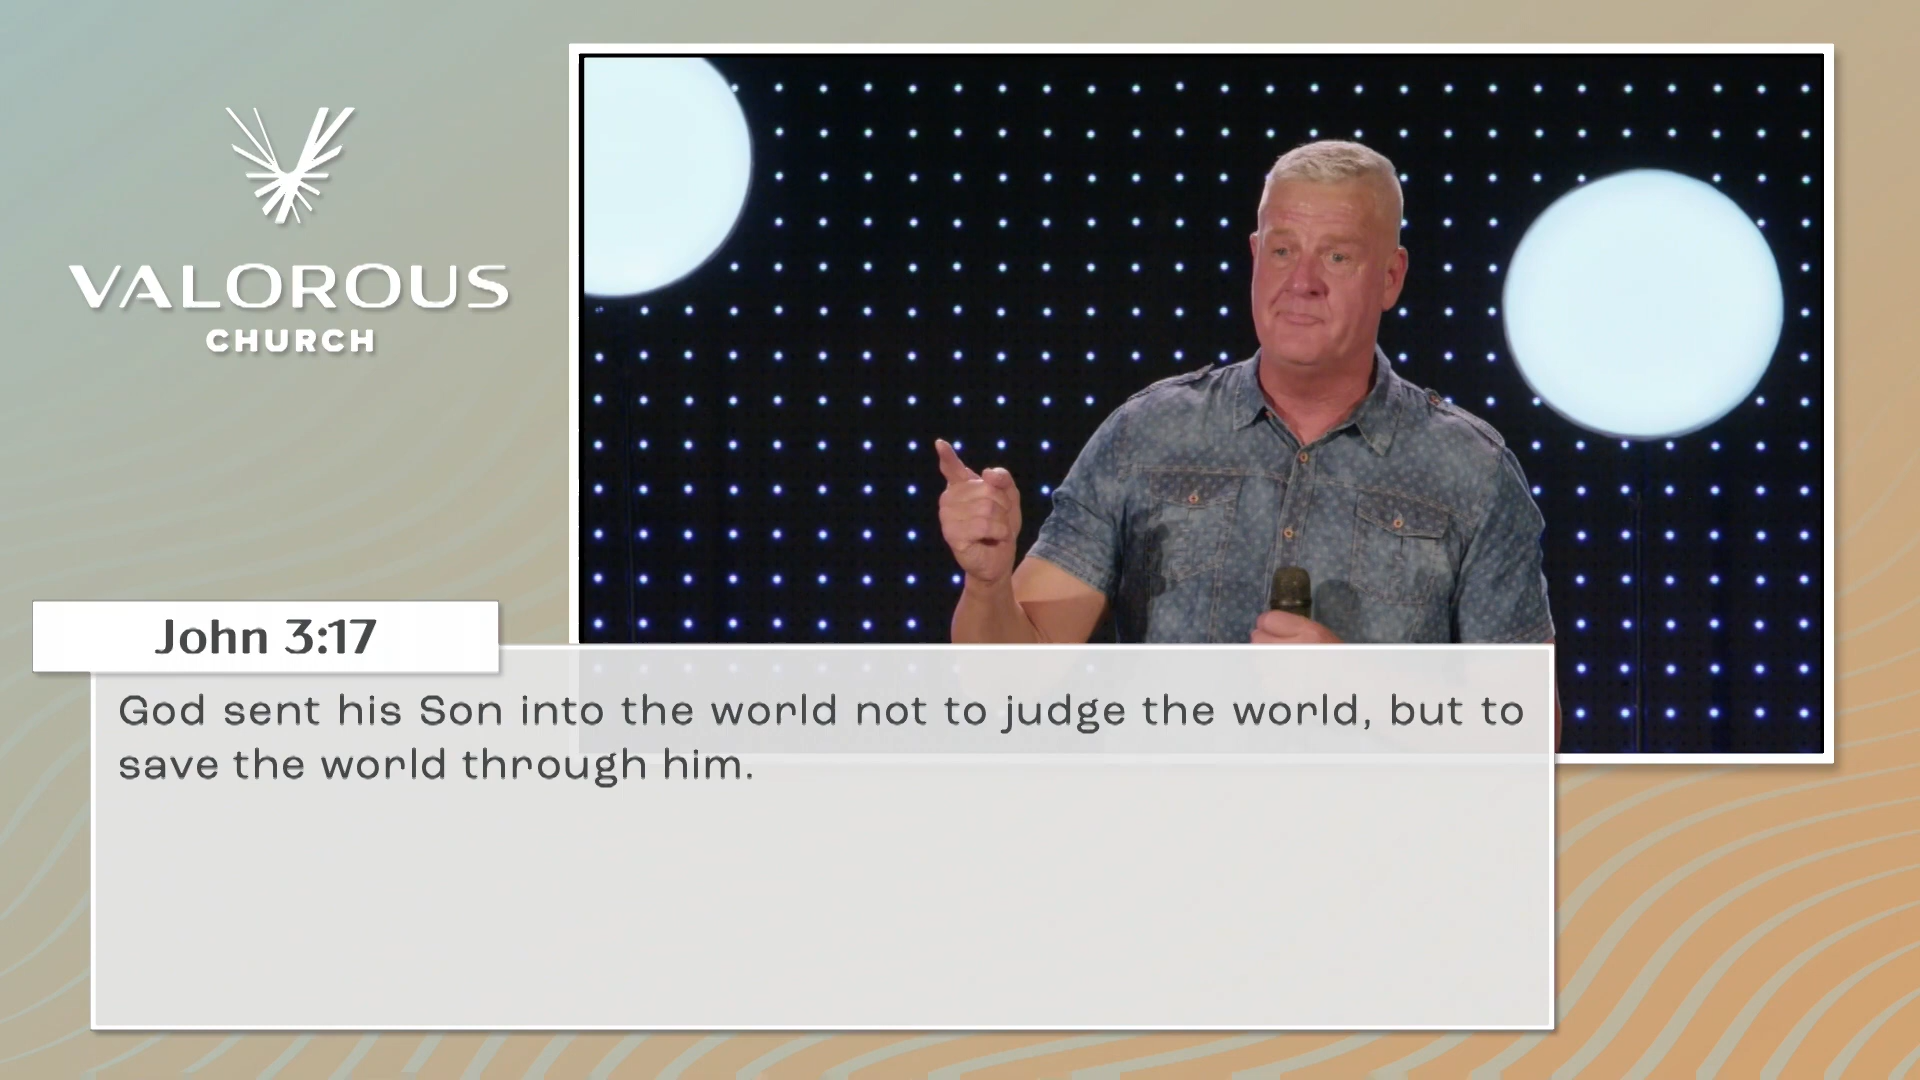 VALOROUS
CHURCH
John 3:17
God sent his Son into the world not to judge the world, but to
save the world through him.